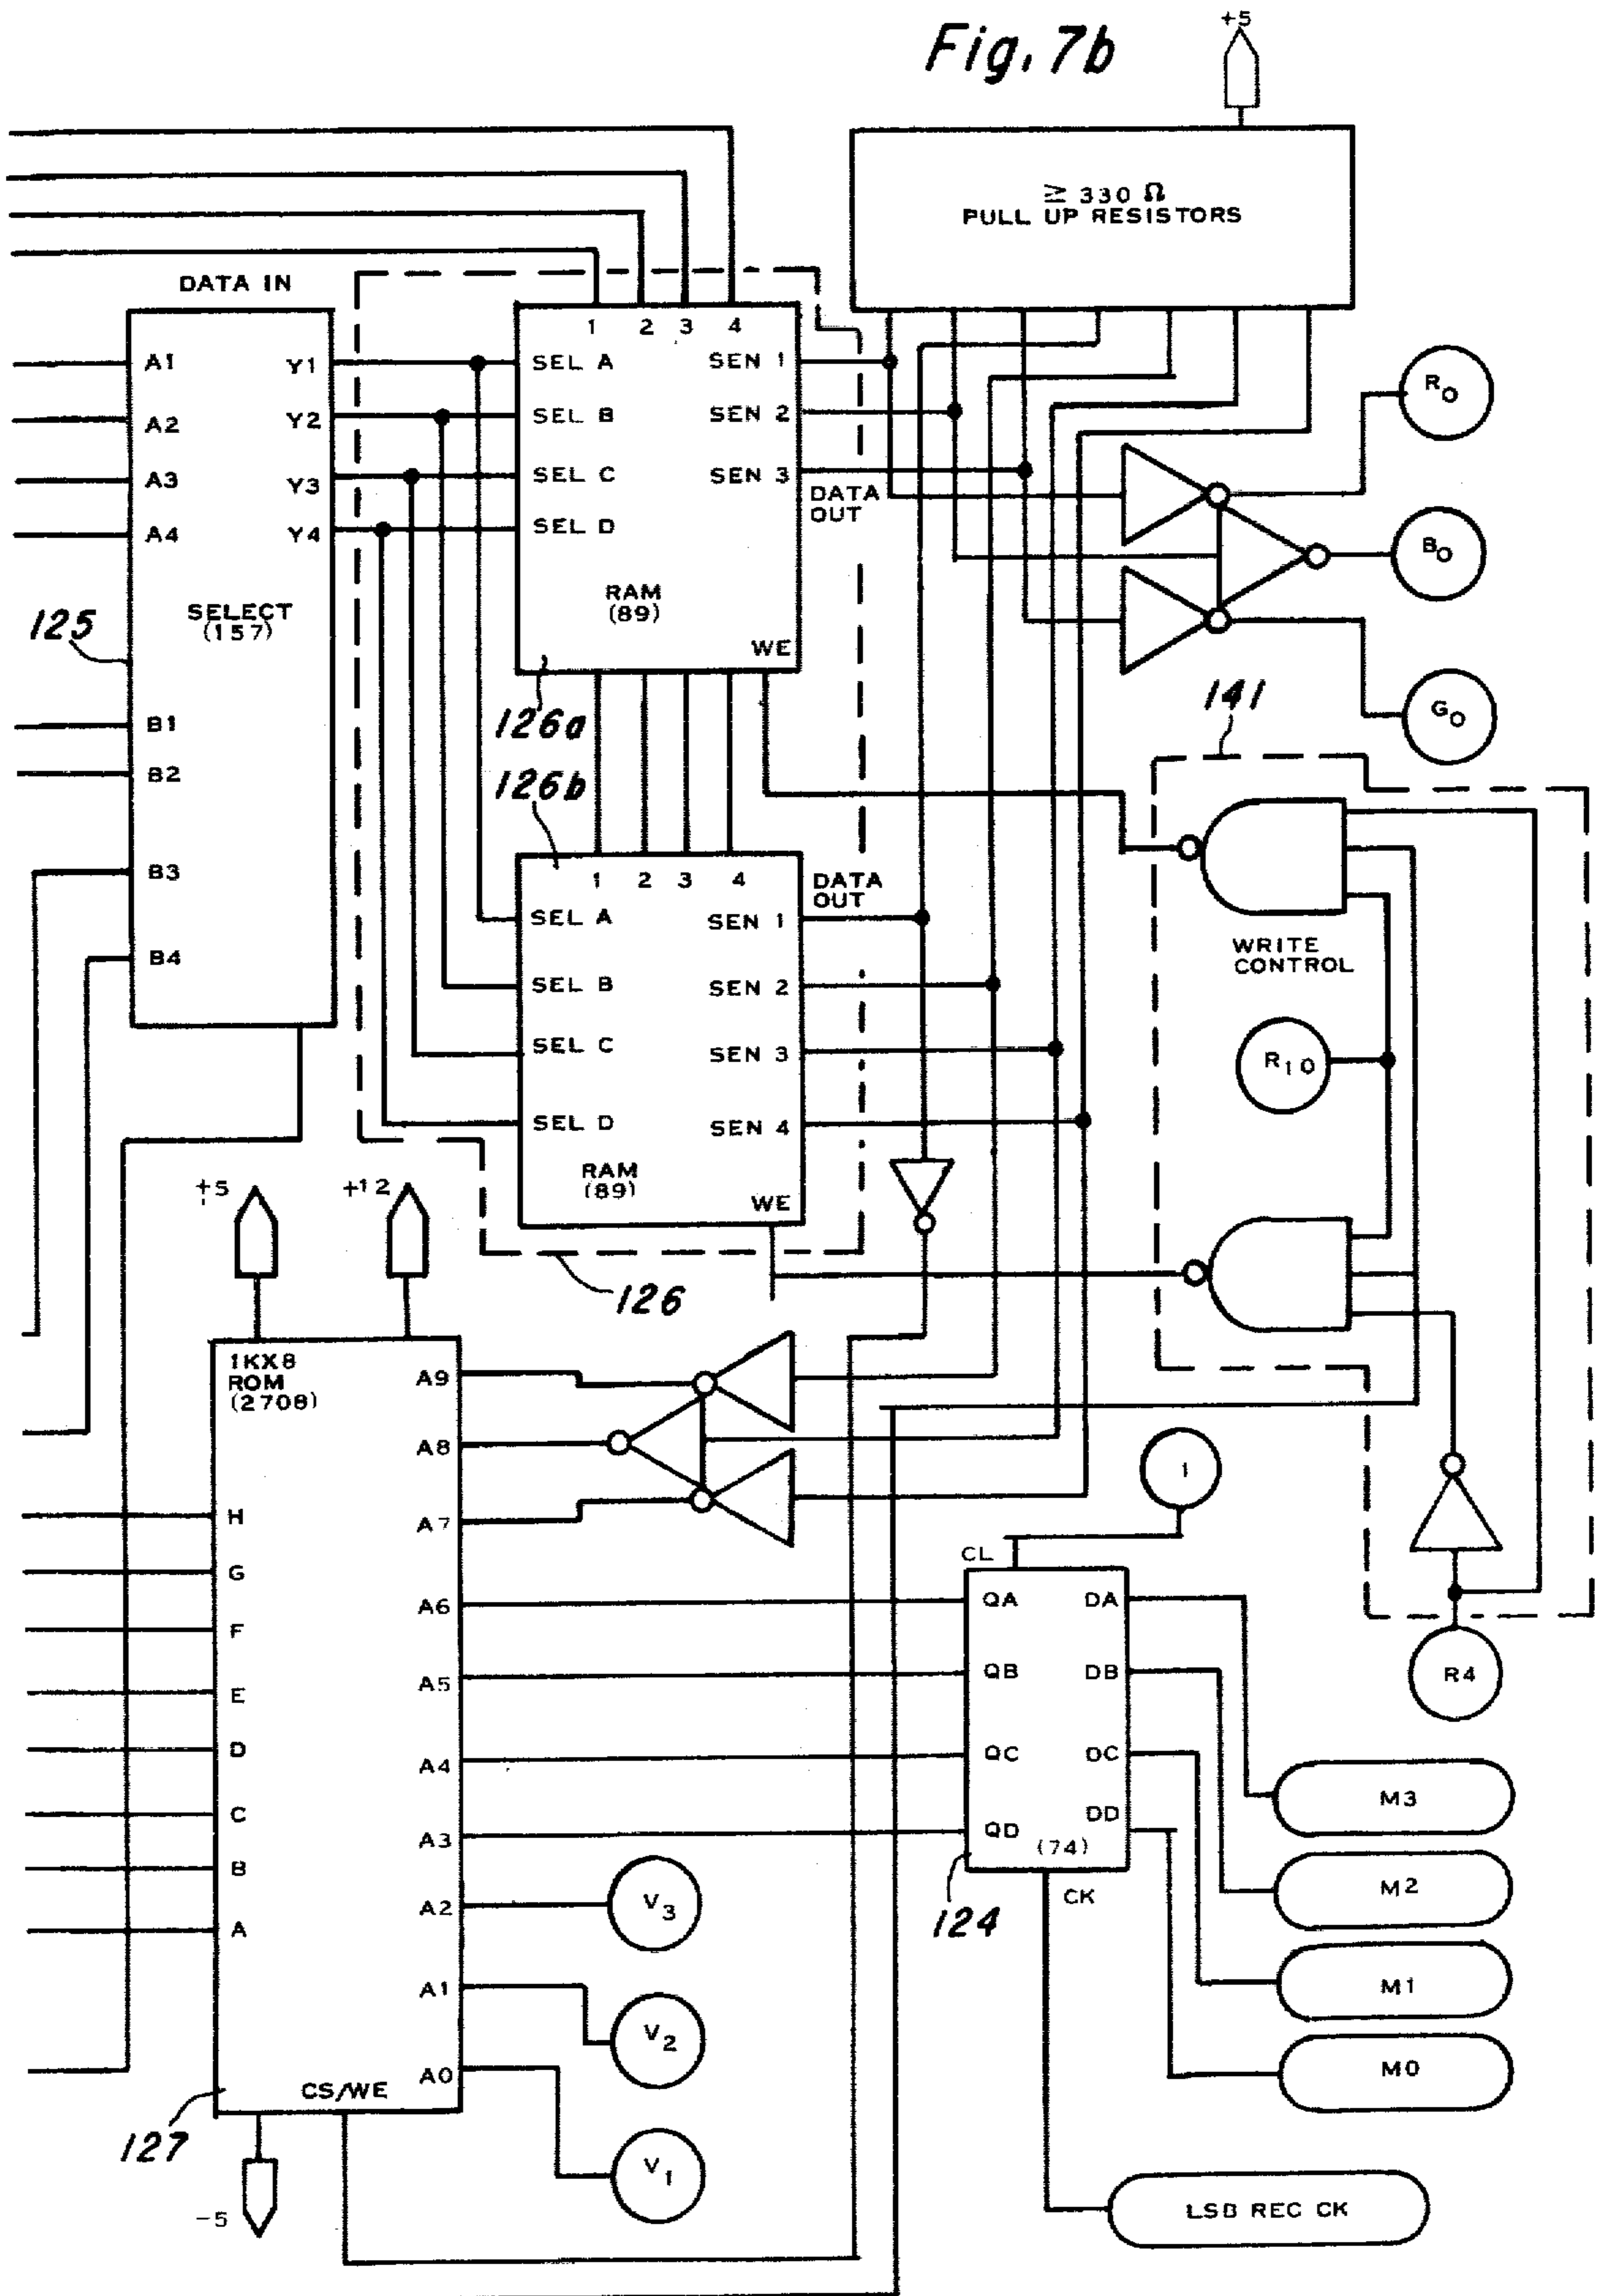 Fig. 7b
+5
≥ 330 Ω
PULL UP RESISTORS
DATA IN
1 2 3 4
A1 Y1 SEL A SEN 1
A2 Y2 SEL B SEN 2
A3 Y3 SEL C SEN 3
A4 Y4 SEL D
DATA
OUT
R0
B0
G0
SELECT
(157)
125
RAM
(89)
WE
126a
141
B1
B2
B3
B4
126b
1 2 3 4
DATA
OUT
SEL A SEN 1
SEL B SEN 2
SEL C SEN 3
SEL D SEN 4
RAM
(89)
WE
WRITE
CONTROL
R10
126
+5
+12
1KX8
ROM
(2708)
A9
A8
A7
A6
A5
A4
A3
A2
A1
A0
H
G
F
E
D
C
B
A
CS/WE
127
-5
V3
V2
V1
1
CL
QA DA
QB DB
QC DC
QD DD
(74)
CK
124
R4
M3
M2
M1
M0
LSB REC CK